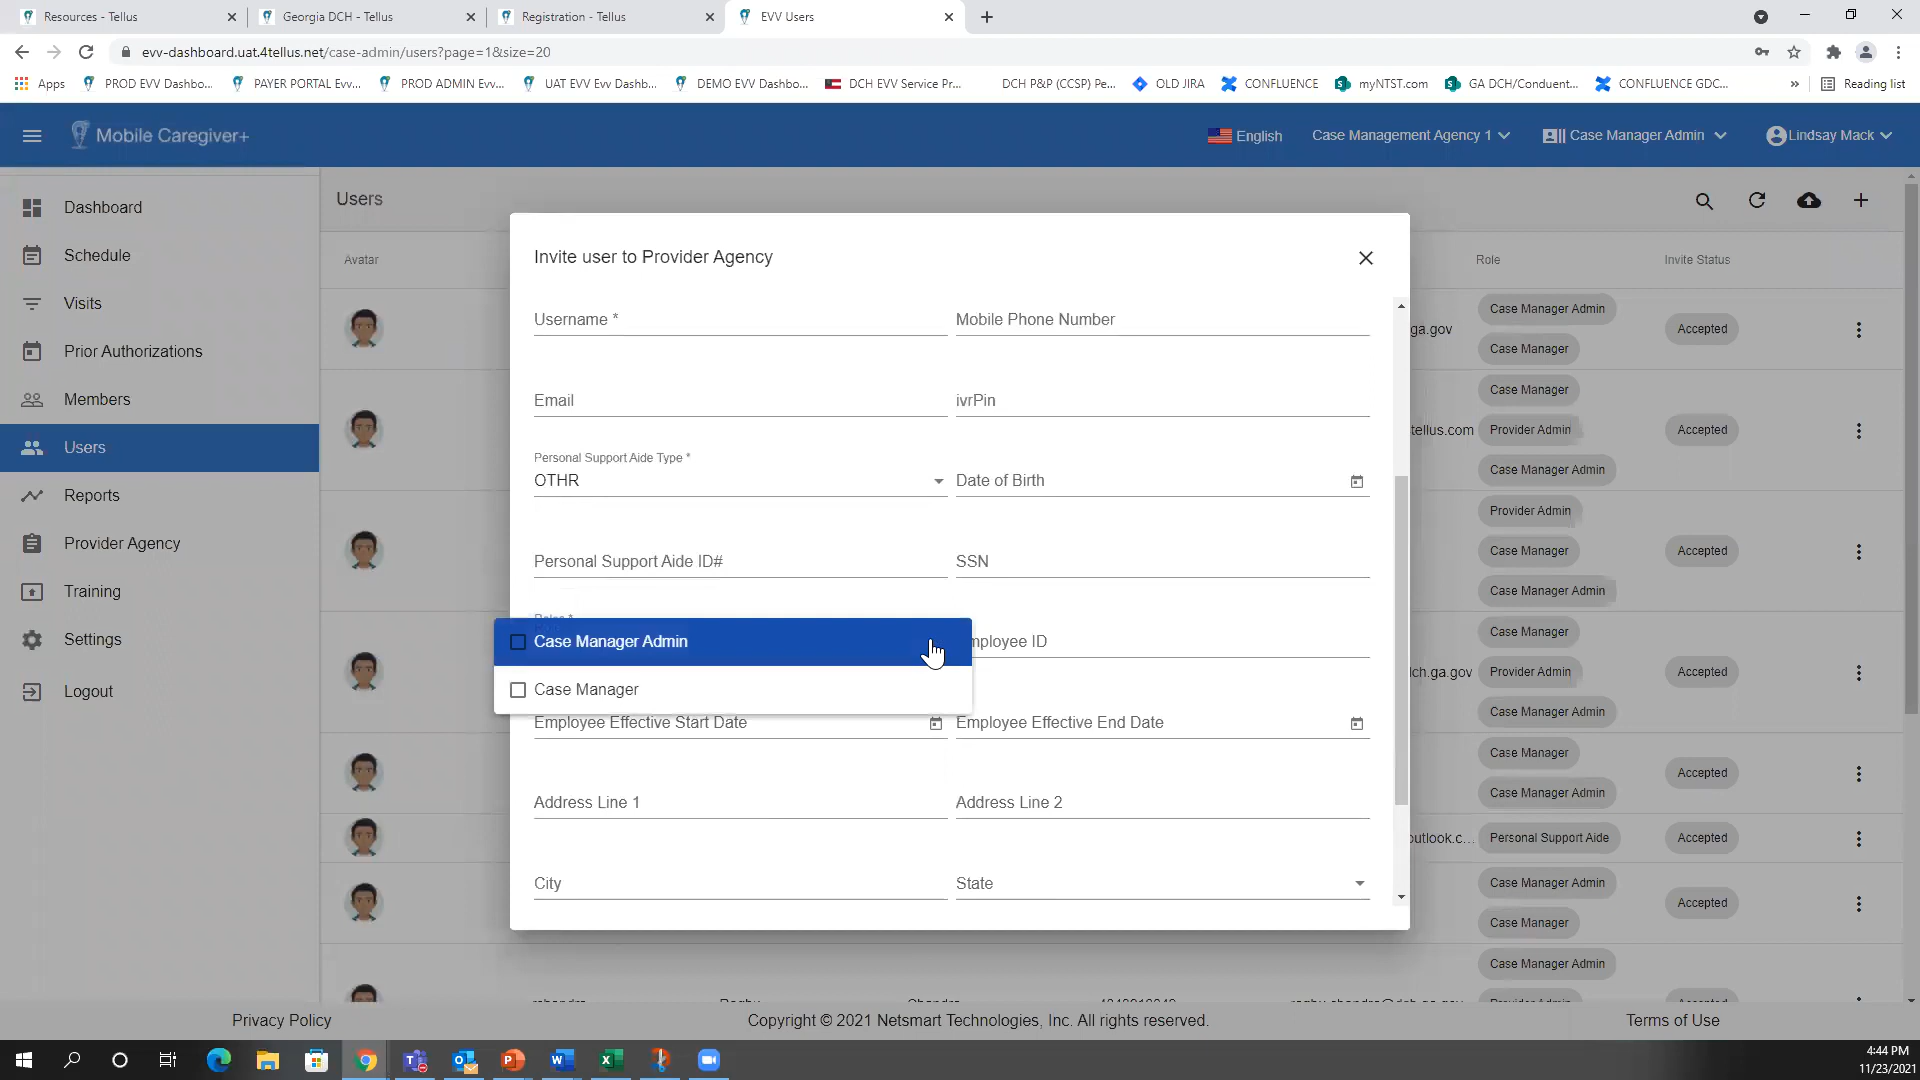 Resources - Tellus
Georgia DCH - Tellus
Registration - Tellus
EVV Users
evv-dashboard.uat.4tellus.net/case-admin/users?page=1&size=20
Apps
PROD EVV Dashbo...
PAYER PORTAL Evv...
PROD ADMIN Evv...
UAT EVV Evv Dashb...
DEMO EVV Dashbo...
DCH EVV Service Pr...
DCH P&P (CCSP) Pe...
OLD JIRA
CONFLUENCE
myNTST.com
GA DCH/Conduent...
CONFLUENCE GDC...
»
Reading list
Mobile Caregiver+
English
Case Management Agency 1
Case Manager Admin
Lindsay Mack
Dashboard
Schedule
Visits
Prior Authorizations
Members
Users
Reports
Provider Agency
Training
Settings
Logout
Users
Avatar
Role
Invite Status
Invite user to Provider Agency
Username *
Mobile Phone Number
Email
ivrPin
Personal Support Aide Type *
OTHR
Date of Birth
Personal Support Aide ID#
SSN
Case Manager Admin
Case Manager
mployee ID
Employee Effective Start Date
Employee Effective End Date
Address Line 1
Address Line 2
City
State
ga.gov
Case Manager Admin
Case Manager
Accepted
Case Manager
tellus.com
Provider Admin
Case Manager Admin
Accepted
Provider Admin
Case Manager
Case Manager Admin
Accepted
Case Manager
lch.ga.gov
Provider Admin
Case Manager Admin
Accepted
Case Manager
Case Manager Admin
Accepted
outlook.c...
Personal Support Aide
Accepted
Case Manager Admin
Case Manager
Accepted
Case Manager Admin
Privacy Policy
Copyright © 2021 Netsmart Technologies, Inc. All rights reserved.
Terms of Use
4:44 PM
11/23/2021